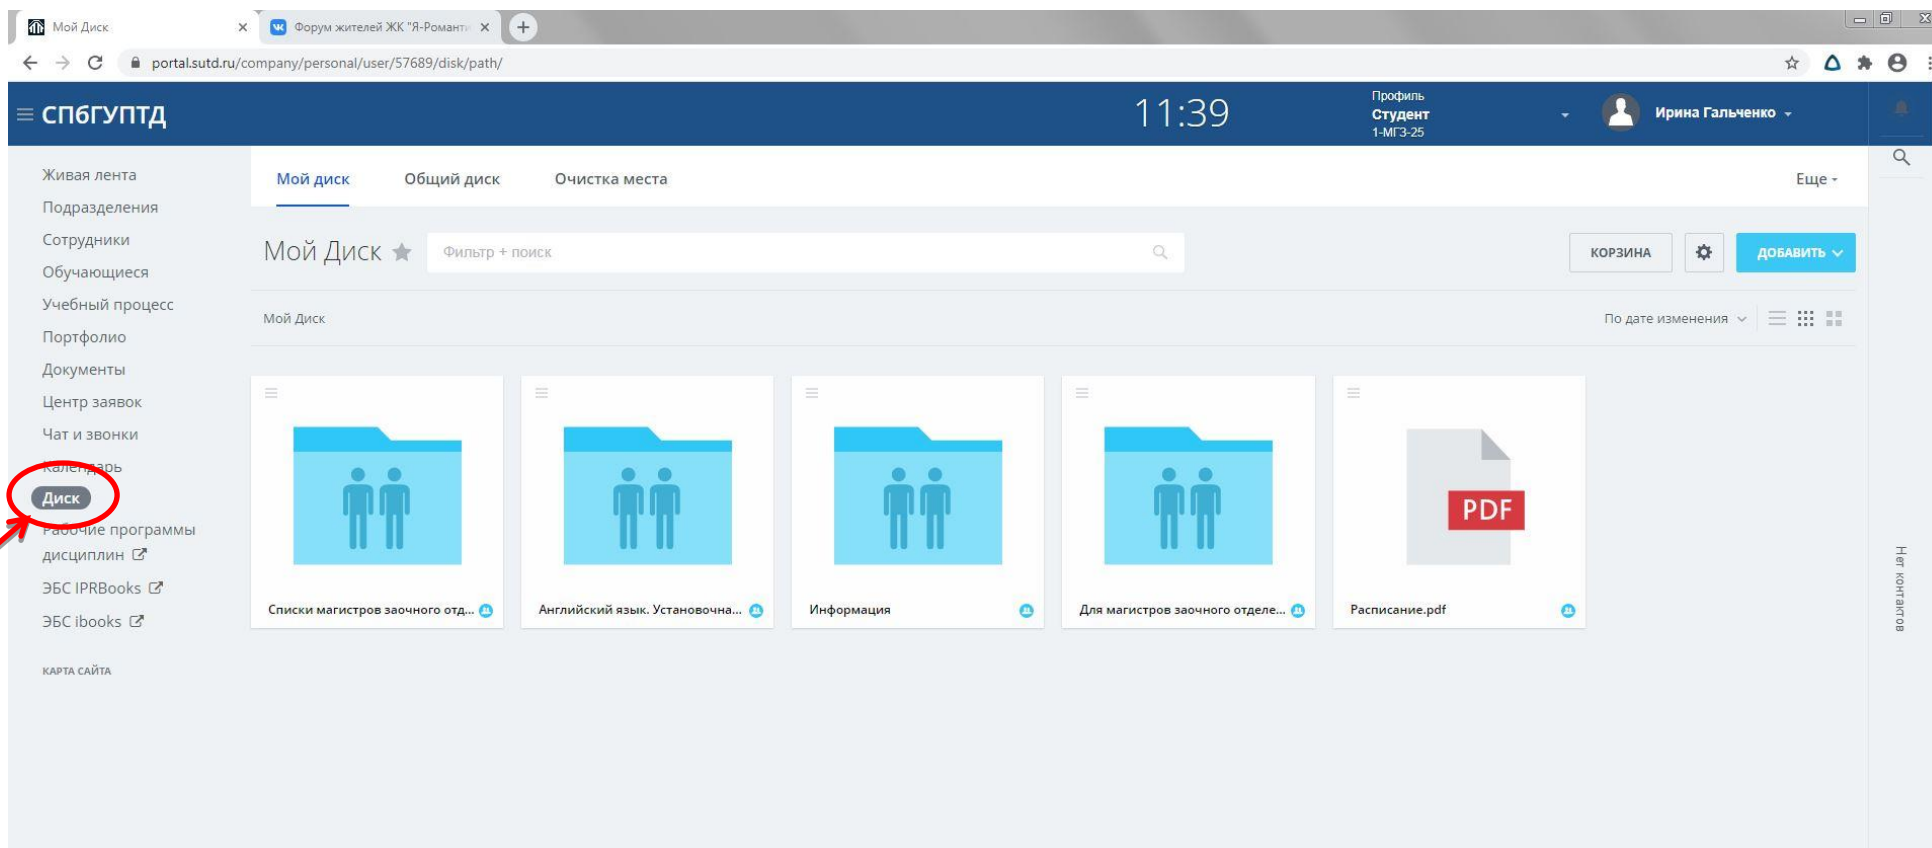 Мой Диск
Форум жителей ЖК "Я-Романти
portal.sutd.ru/company/personal/user/57689/disk/path/
СПбГУПТД
11:39
Профиль
Студент
1-МГЗ-25
Ирина Гальченко
Живая лента
Подразделения
Сотрудники
Обучающиеся
Учебный процесс
Портфолио
Документы
Центр заявок
Чат и звонки
Календарь
Диск
Рабочие программы
дисциплин
ЭБС IPRBooks
ЭБС ibooks
КАРТА САЙТА
Мой диск Общий диск Очистка места Еще
Мой Диск Фильтр + поиск КОРЗИНА ДОБАВИТЬ
Мой Диск По дате изменения
PDF
Списки магистров заочного отд...
Английский язык. Установочна...
Информация
Для магистров заочного отделе...
Расписание.pdf
Нет контактов